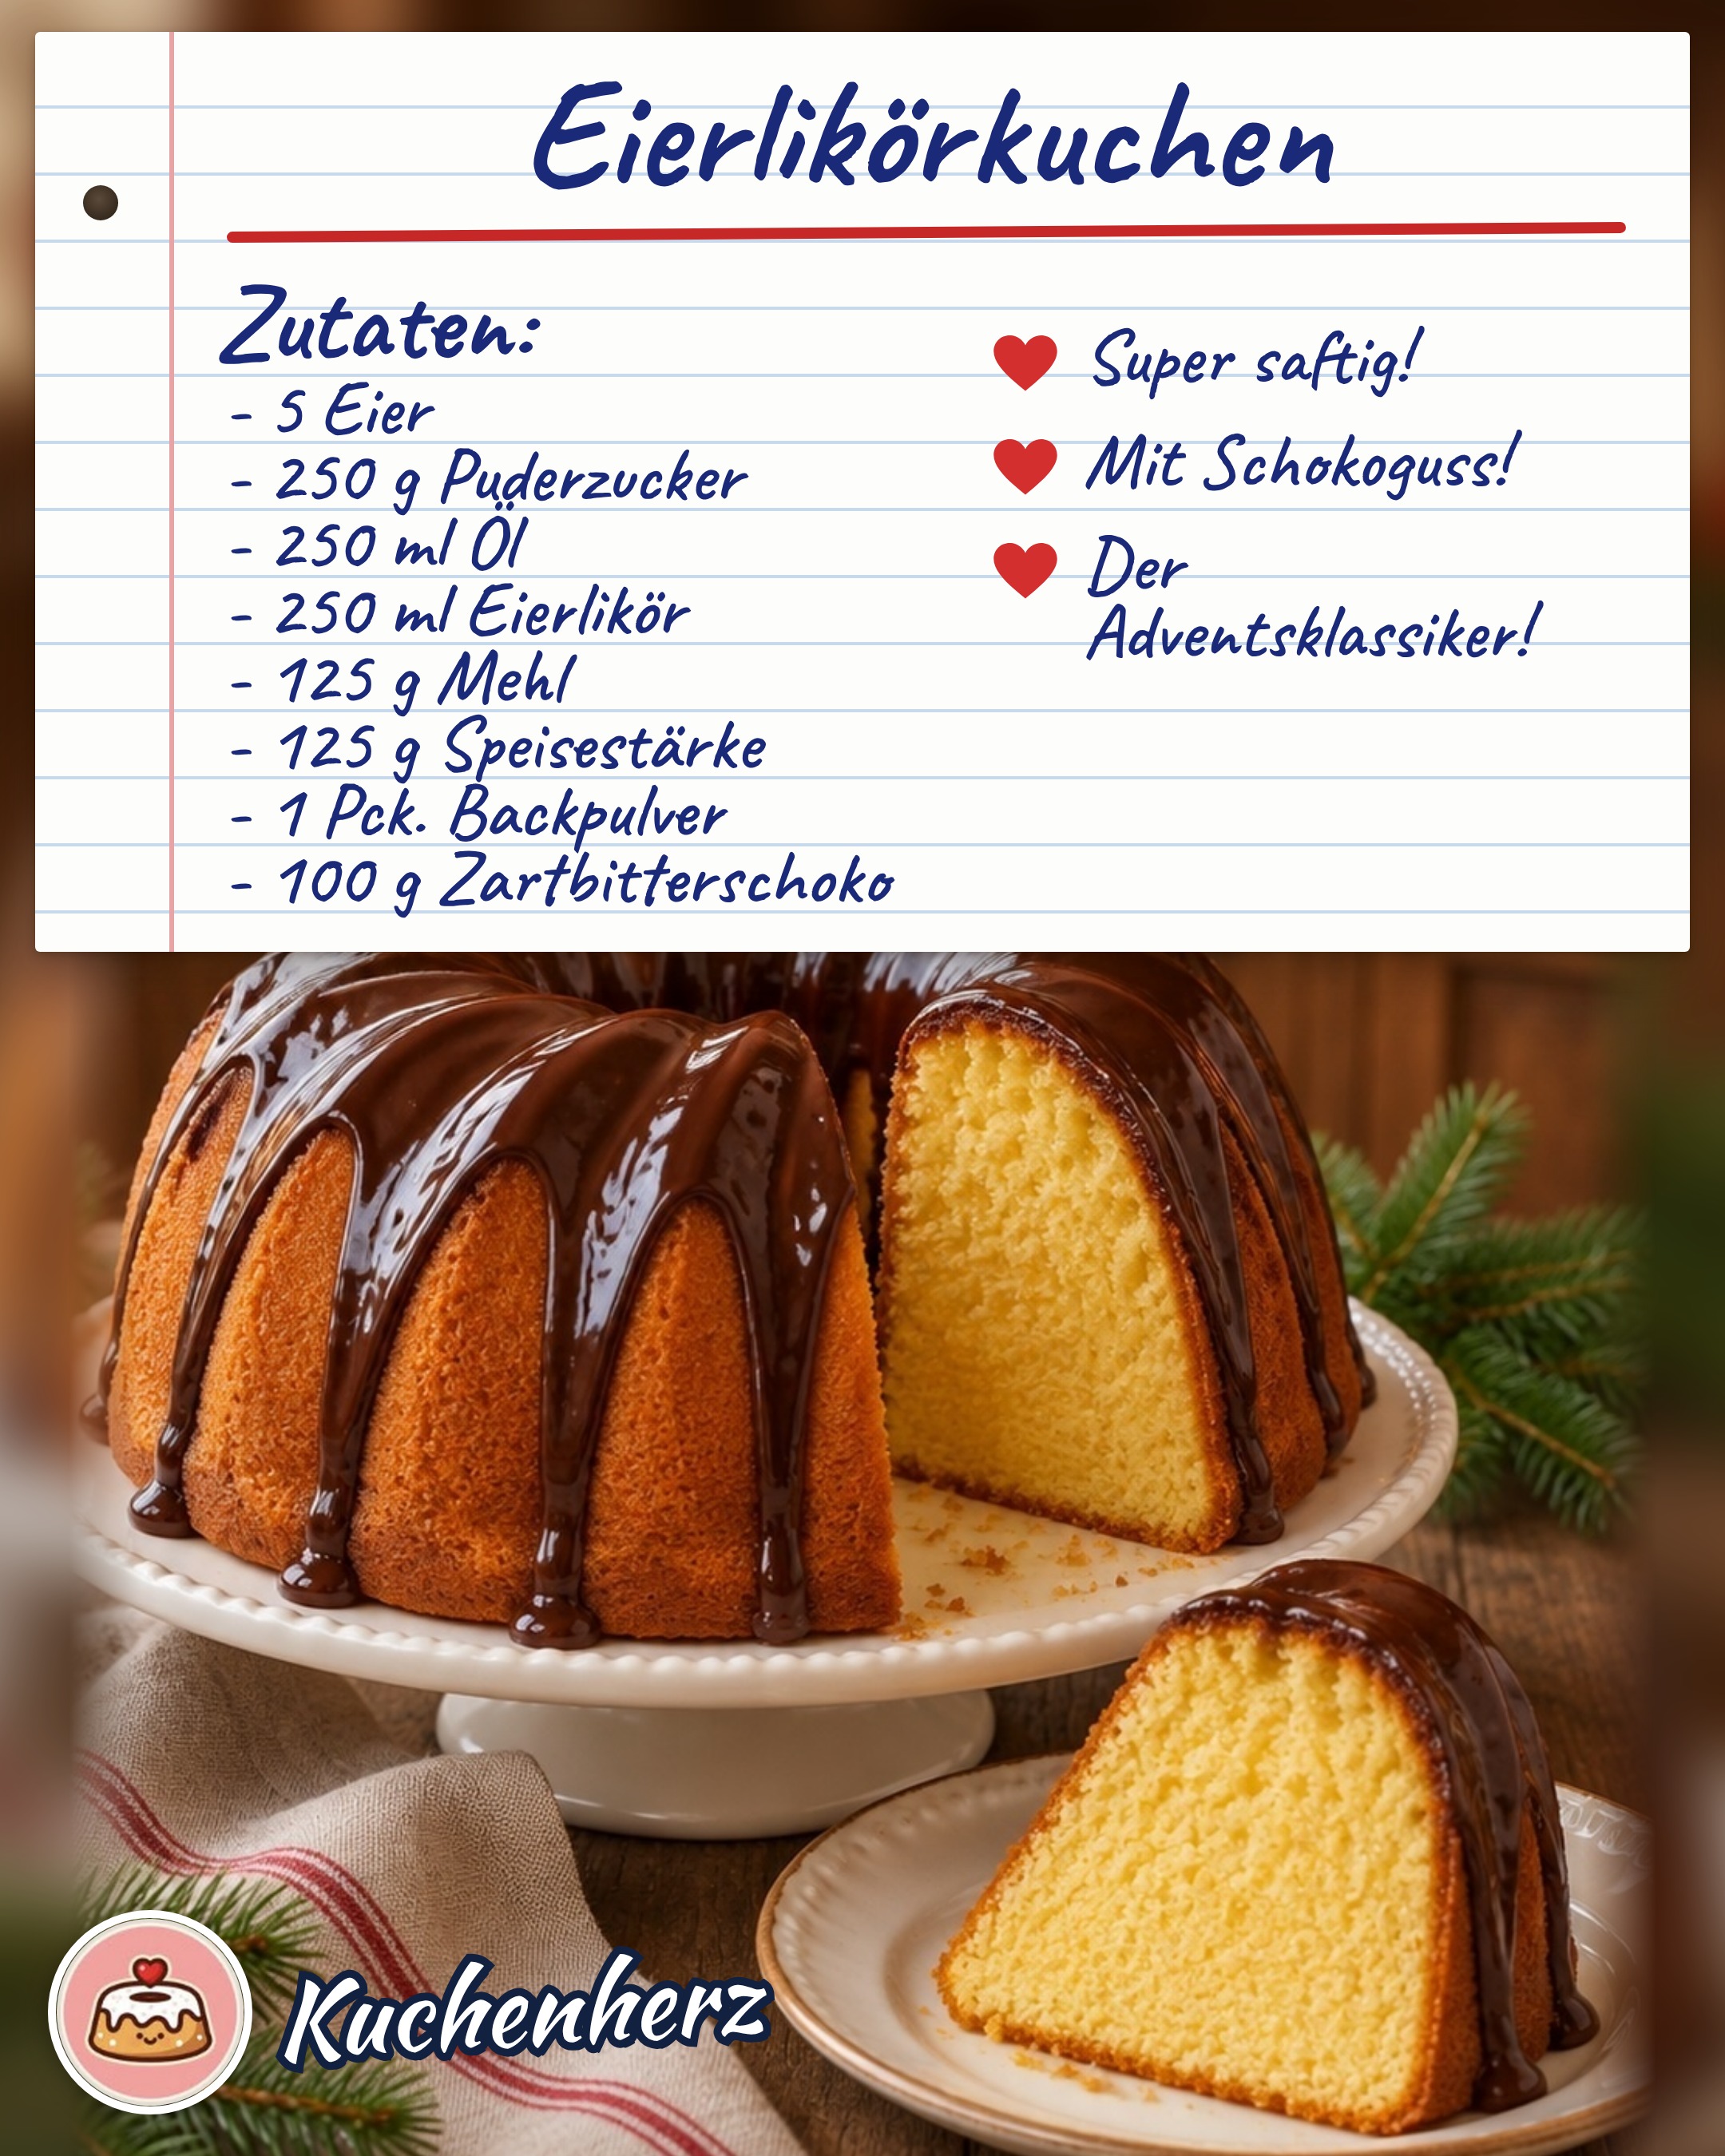 Eierlikörkuchen
Zutaten:
- 5 Eier
- 250 g Puderzucker
- 250 ml Öl
- 250 ml Eierlikör
- 125 g Mehl
- 125 g Speisestärke
- 1 Pck. Backpulver
- 100 g Zartbitterschoko
Super saftig!
Mit Schokoguss!
Der
Adventsklassiker!
Kuchenherz